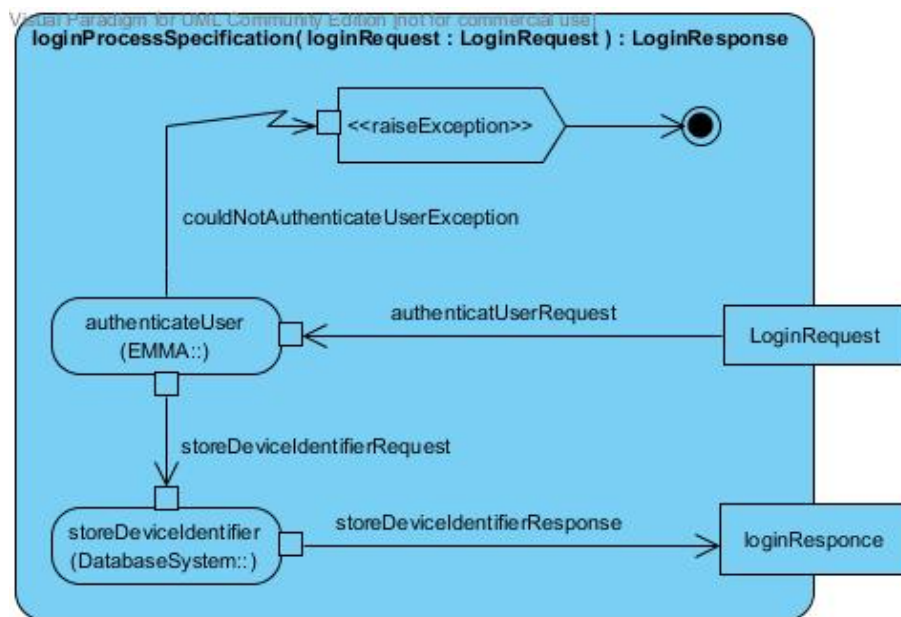 Visual Paradigm for UML Community Edition [not for commercial use]
loginProcessSpecification( loginRequest : LoginRequest ) : LoginResponse
<<raiseException>>
couldNotAuthenticateUserException
authenticateUser
(EMMA::)
authenticatUserRequest
LoginRequest
storeDeviceIdentifierRequest
storeDeviceIdentifier
(DatabaseSystem::)
storeDeviceIdentifierResponse
loginResponce